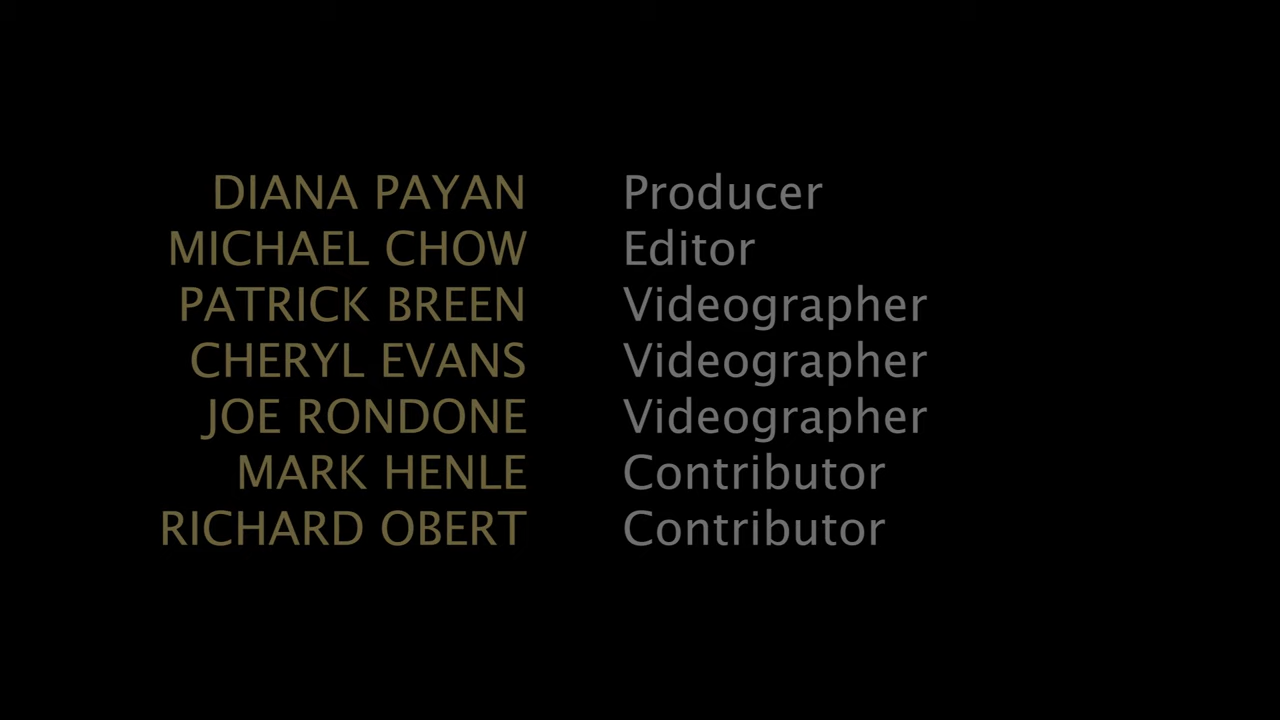 DIANA PAYAN Producer
MICHAEL CHOW Editor
PATRICK BREEN Videographer
CHERYL EVANS Videographer
JOE RONDONE Videographer
MARK HENLE Contributor
RICHARD OBERT Contributor